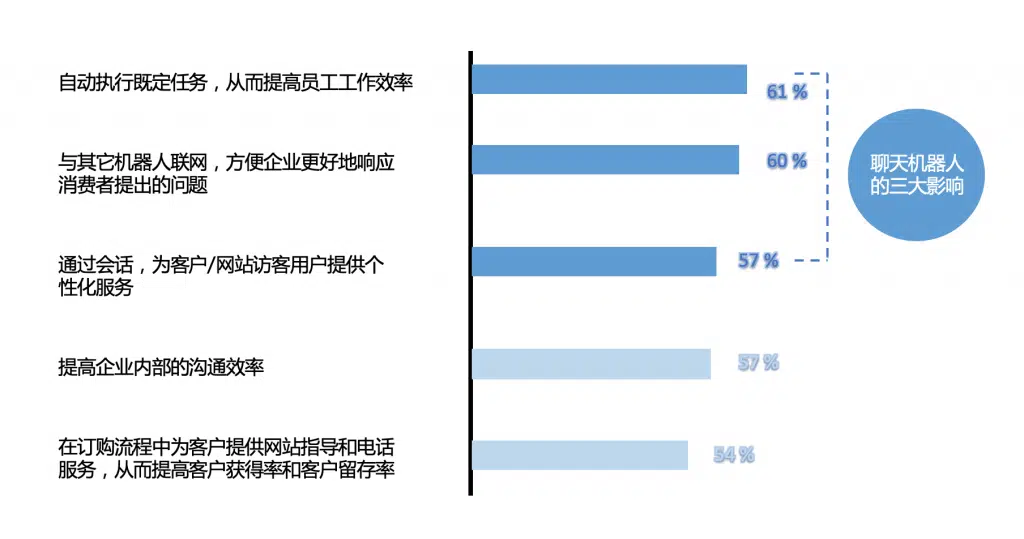 自动执行既定任务，从而提高员工工作效率
61 %
与其它机器人联网，方便企业更好地响应
消费者提出的问题
60 %
聊天机器人
的三大影响
通过会话，为客户/网站访客用户提供个
性化服务
57 %
提高企业内部的沟通效率
57 %
在订购流程中为客户提供网站指导和电话
服务，从而提高客户获得率和客户留存率
54 %